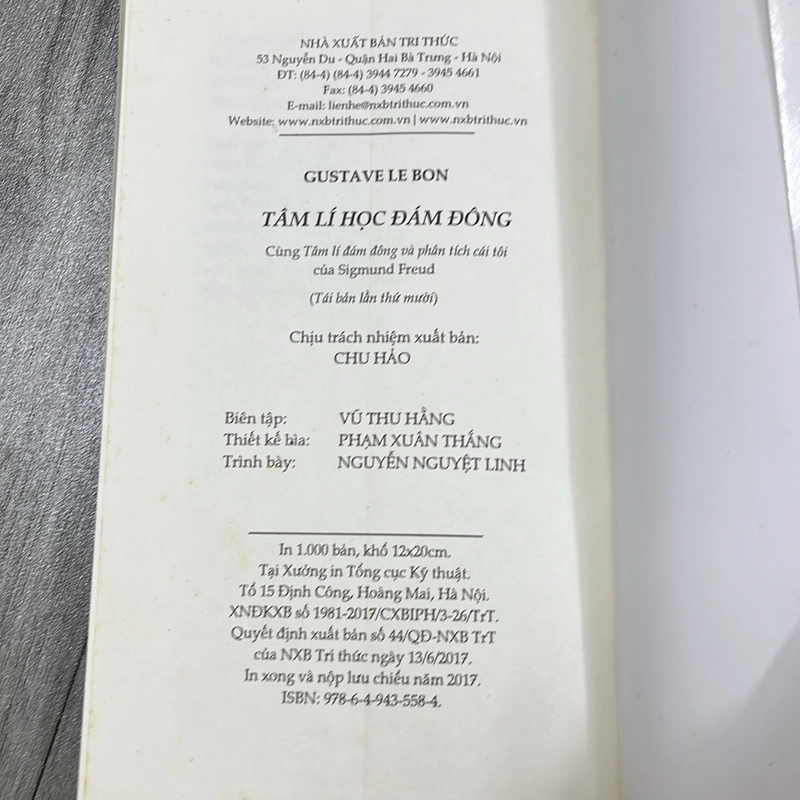 NHÀ XUẤT BẢN TRI THỨC
53 Nguyễn Du - Quận Hai Bà Trưng - Hà Nội
ĐT: (84-4) (84-4) 3944 7279 - 3945 4661
Fax: (84-4) 3945 4660
E-mail: lienhe@nxbtrithuc.com.vn
Website: www.nxbtrithuc.com.vn | www.nxbtrithuc.vn
GUSTAVE LE BON
TÂM LÍ HỌC ĐÁM ĐÔNG
Cùng Tâm lí đám đông và phân tích cái tôi
của Sigmund Freud
(Tái bản lần thứ mười)
Chịu trách nhiệm xuất bản:
CHU HẢO
Biên tập: VŨ THU HẰNG
Thiết kế bìa: PHẠM XUÂN THẮNG
Trình bày: NGUYỄN NGUYỆT LINH
In 1.000 bản, khổ 12x20cm.
Tại Xưởng in Tổng cục Kỹ thuật.
Tổ 15 Định Công, Hoàng Mai, Hà Nội.
XNĐKXB số 1981-2017/CXBIPH/3-26/TrT.
Quyết định xuất bản số 44/QĐ-NXB TrT
của NXB Tri thức ngày 13/6/2017.
In xong và nộp lưu chiểu năm 2017.
ISBN: 978-6-4-943-558-4.